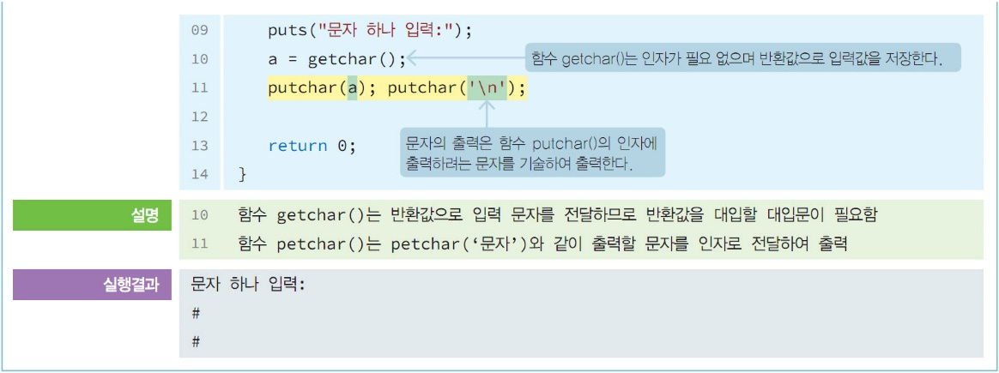 09 puts("문자 하나 입력:");
10 a = getchar(); 함수 getchar()는 인자가 필요 없으며 반환값으로 입력값을 저장한다.
11 putchar(a); putchar('\n');
12
13 return 0; 문자의 출력은 함수 putchar()의 인자에
출력하려는 문자를 기술하여 출력한다.
14 }
설명
10 함수 getchar()는 반환값으로 입력 문자를 전달하므로 반환값을 대입할 대입문이 필요함
11 함수 petchar()는 petchar(‘문자’)와 같이 출력할 문자를 인자로 전달하여 출력
실행결과
문자 하나 입력:
#
#